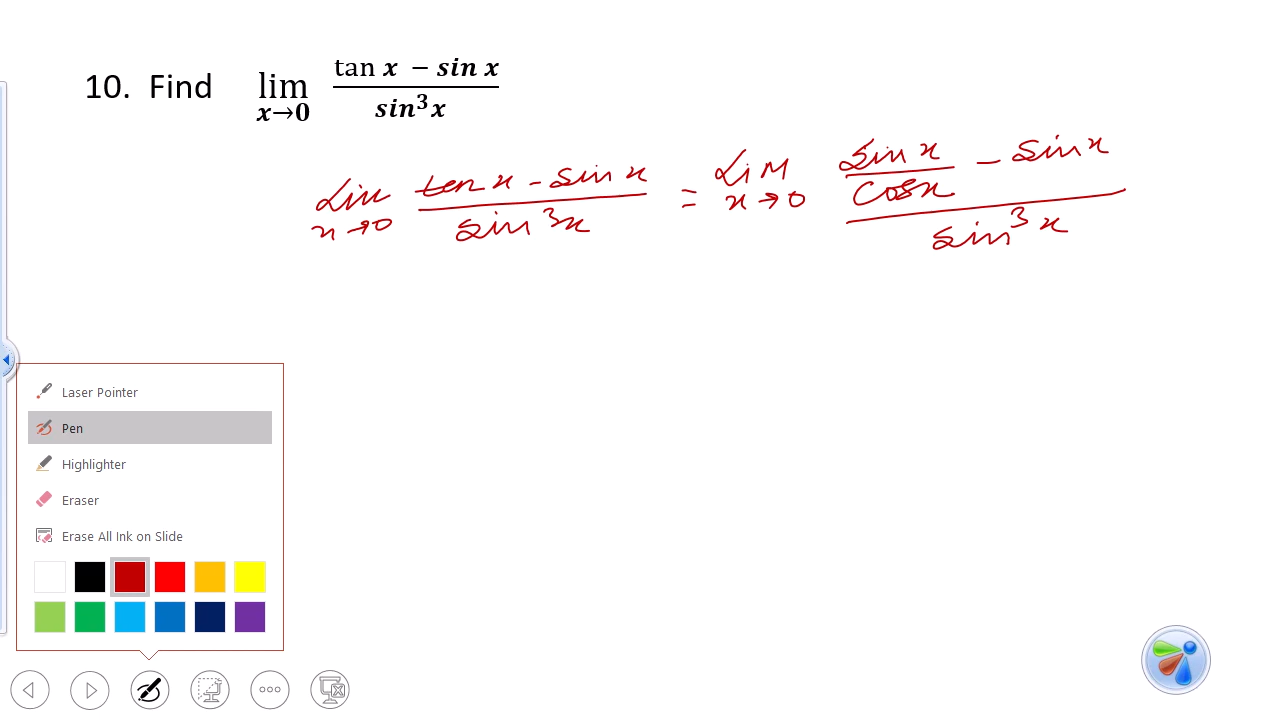 10. Find lim x→0 tan x − sin x / sin³x
Lim x→0 tan x - sin x / sin³x = Lim x→0 sin x / cos x - sin x / sin³x
Laser Pointer
Pen
Highlighter
Eraser
Erase All Ink on Slide